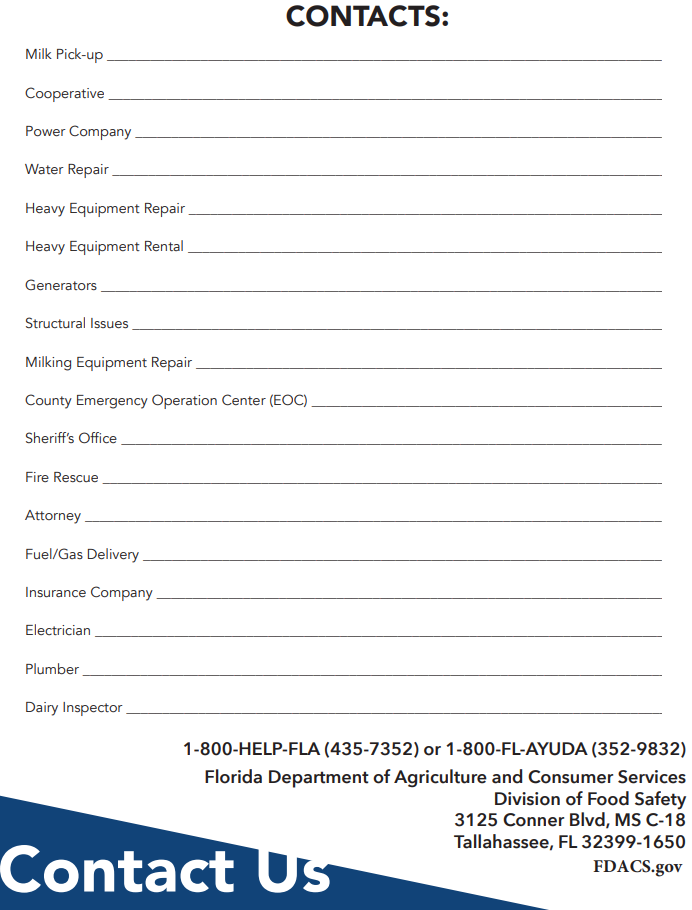 CONTACTS:
Milk Pick-up
Cooperative
Power Company
Water Repair
Heavy Equipment Repair
Heavy Equipment Rental
Generators
Structural Issues
Milking Equipment Repair
County Emergency Operation Center (EOC)
Sheriff's Office
Fire Rescue
Attorney
Fuel/Gas Delivery
Insurance Company
Electrician
Plumber
Dairy Inspector
1-800-HELP-FLA (435-7352) or 1-800-FL-AYUDA (352-9832)
Florida Department of Agriculture and Consumer Services
Division of Food Safety
3125 Conner Blvd, MS C-18
Tallahassee, FL 32399-1650
FDACS.gov
Contact Us